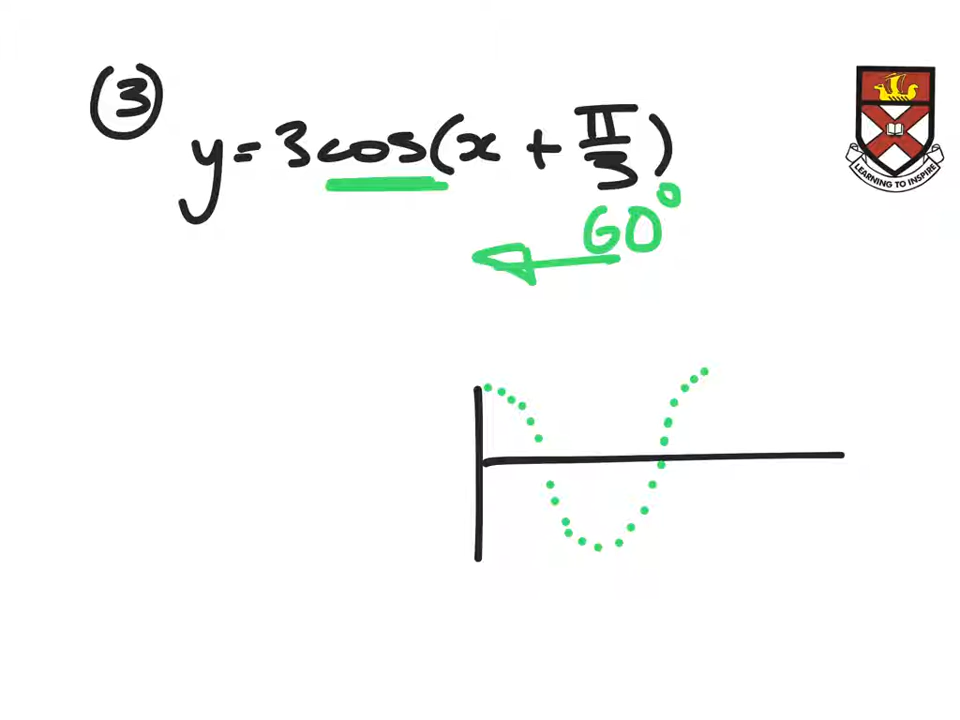 (3)
y = 3cos(x + π/3)
60°
LEARNING TO INSPIRE